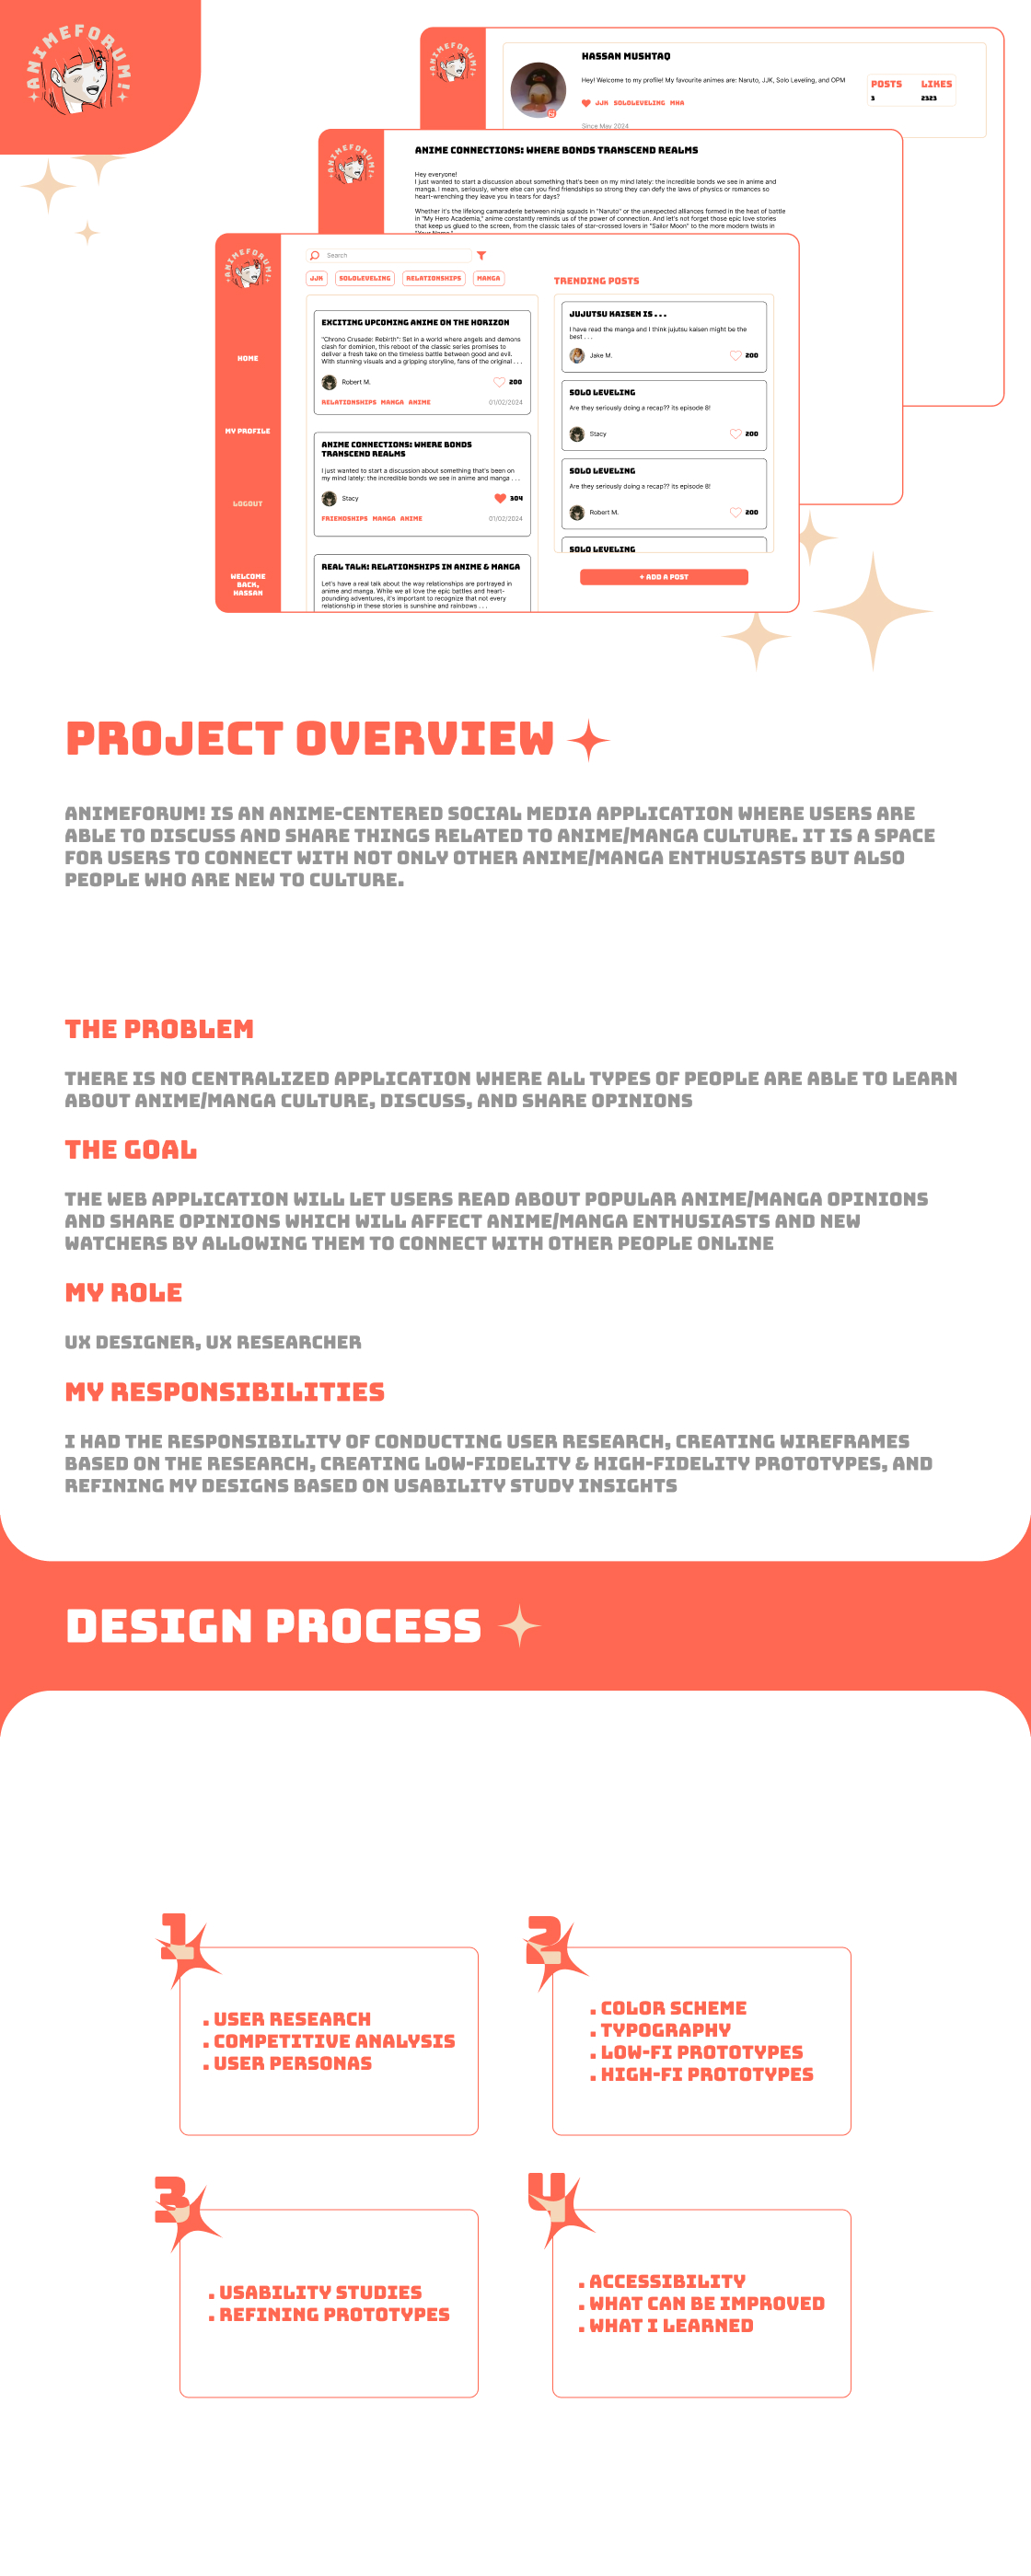 ANIMEFORUM!
ANIMEFORUM!
HASSAN MUSHTAQ
Hey! Welcome to my profile! My favourite animes are: Naruto, JJK, Solo Leveling, and OPM
JJK SOLOLEVELING MHA
Since May 2024
POSTS LIKES
3 2323
ANIMEFORUM!
ANIME CONNECTIONS: WHERE BONDS TRANSCEND REALMS
Hey everyone!
I just wanted to start a discussion about something that's been on my mind lately: the incredible bonds we see in anime and
manga. I mean, seriously, where else can you find friendships so strong they can defy the laws of physics or romances so
heart-wrenching they leave you in tears for days?
Whether it's the lifelong camaraderie between ninja squads in "Naruto" or the unexpected alliances formed in the heat of battle
in "My Hero Academia," anime constantly reminds us of the power of connection. And let's not forget those epic love stories
that keep us glued to the screen, from the classic tales of star-crossed lovers in "Sailor Moon" to the more modern twists in
"Your Name."
ANIMEFORUM!
HOME
MY PROFILE
LOGOUT
WELCOME
BACK,
HASSAN
Search
JJK SOLOLEVELING RELATIONSHIPS MANGA
EXCITING UPCOMING ANIME ON THE HORIZON
"Chrono Crusade: Rebirth": Set in a world where angels and demons
clash for dominion, this reboot of the classic series promises to
deliver a fresh take on the timeless battle between good and evil.
With stunning visuals and a gripping storyline, fans of the original . . .
Robert M. 200
RELATIONSHIPS MANGA ANIME 01/02/2024
ANIME CONNECTIONS: WHERE BONDS
TRANSCEND REALMS
I just wanted to start a discussion about something that's been on
my mind lately: the incredible bonds we see in anime and manga . . .
Stacy 304
FRIENDSHIPS MANGA ANIME 01/02/2024
REAL TALK: RELATIONSHIPS IN ANIME & MANGA
Let's have a real talk about the way relationships are portrayed in
anime and manga. While we all love the epic battles and heart-
pounding adventures, it's important to recognize that not every
relationship in these stories is sunshine and rainbows . . .
TRENDING POSTS
JUJUTSU KAISEN IS . . .
I have read the manga and I think jujutsu kaisen might be the
best . . .
Jake M. 200
SOLO LEVELING
Are they seriously doing a recap?? its episode 8!
Stacy 200
SOLO LEVELING
Are they seriously doing a recap?? its episode 8!
Robert M. 200
SOLO LEVELING
+ ADD A POST
PROJECT OVERVIEW
ANIMEFORUM! IS AN ANIME-CENTERED SOCIAL MEDIA APPLICATION WHERE USERS ARE
ABLE TO DISCUSS AND SHARE THINGS RELATED TO ANIME/MANGA CULTURE. IT IS A SPACE
FOR USERS TO CONNECT WITH NOT ONLY OTHER ANIME/MANGA ENTHUSIASTS BUT ALSO
PEOPLE WHO ARE NEW TO CULTURE.
THE PROBLEM
THERE IS NO CENTRALIZED APPLICATION WHERE ALL TYPES OF PEOPLE ARE ABLE TO LEARN
ABOUT ANIME/MANGA CULTURE, DISCUSS, AND SHARE OPINIONS
THE GOAL
THE WEB APPLICATION WILL LET USERS READ ABOUT POPULAR ANIME/MANGA OPINIONS
AND SHARE OPINIONS WHICH WILL AFFECT ANIME/MANGA ENTHUSIASTS AND NEW
WATCHERS BY ALLOWING THEM TO CONNECT WITH OTHER PEOPLE ONLINE
MY ROLE
UX DESIGNER, UX RESEARCHER
MY RESPONSIBILITIES
I HAD THE RESPONSIBILITY OF CONDUCTING USER RESEARCH, CREATING WIREFRAMES
BASED ON THE RESEARCH, CREATING LOW-FIDELITY & HIGH-FIDELITY PROTOTYPES, AND
REFINING MY DESIGNS BASED ON USABILITY STUDY INSIGHTS
DESIGN PROCESS
1
. USER RESEARCH
. COMPETITIVE ANALYSIS
. USER PERSONAS
2
. COLOR SCHEME
. TYPOGRAPHY
. LOW-FI PROTOTYPES
. HIGH-FI PROTOTYPES
3
. USABILITY STUDIES
. REFINING PROTOTYPES
4
. ACCESSIBILITY
. WHAT CAN BE IMPROVED
. WHAT I LEARNED